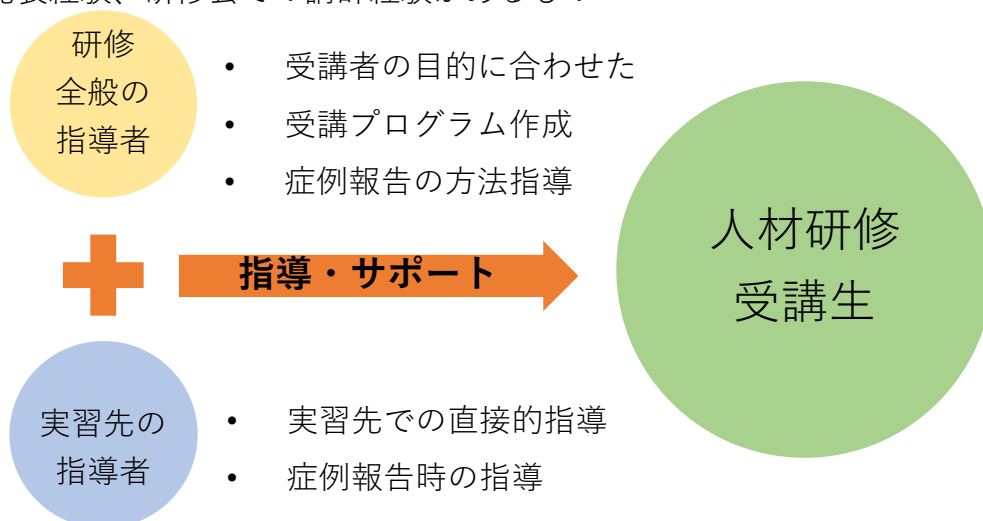 研修
全般の
指導者
• 受講者の目的に合わせた
• 受講プログラム作成
• 症例報告の方法指導
指導・サポート
人材研修
受講生
実習先の
指導者
• 実習先での直接的指導
• 症例報告時の指導